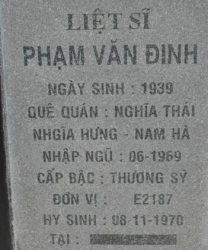 LIỆT SĨ
PHẠM VĂN ĐINH
NGÀY SINH : 1939
QUÊ QUÁN : NGHĨA THÁI
NHGĨA HƯNG - NAM HÀ
NHẬP NGŨ : 06-1969
CẤP BẬC : THƯỢNG SỸ
ĐƠN VỊ : E2187
HY SINH : 08-11-1970
TẠI :